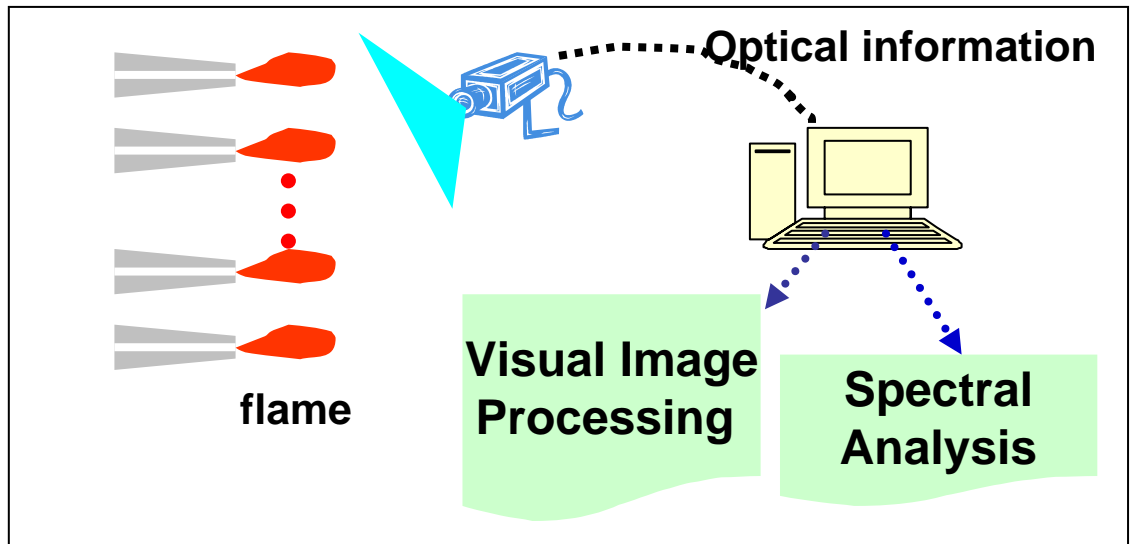 Optical information
flame
Visual Image
Processing
Spectral
Analysis